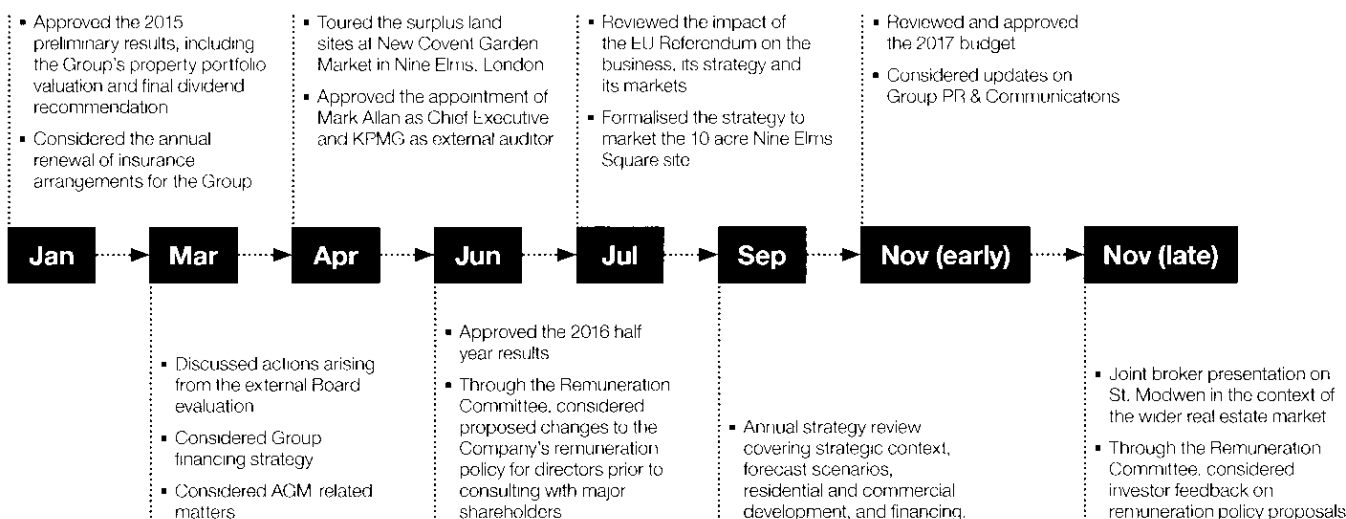 ▪ Approved the 2015
preliminary results, including
the Group's property portfolio
valuation and final dividend
recommendation
▪ Considered the annual
renewal of insurance
arrangements for the Group
▪ Toured the surplus land
sites at New Covent Garden
Market in Nine Elms, London
▪ Approved the appointment of
Mark Allan as Chief Executive
and KPMG as external auditor
▪ Reviewed the impact of
the EU Referendum on the
business, its strategy and
its markets
▪ Formalised the strategy to
market the 10 acre Nine Elms
Square site
▪ Reviewed and approved
the 2017 budget
▪ Considered updates on
Group PR & Communications
Jan
Mar
Apr
Jun
Jul
Sep
Nov (early)
Nov (late)
▪ Discussed actions arising
from the external Board
evaluation
▪ Considered Group
financing strategy
▪ Considered AGM related
matters
▪ Approved the 2016 half
year results
▪ Through the Remuneration
Committee, considered
proposed changes to the
Company's remuneration
policy for directors prior to
consulting with major
shareholders
▪ Annual strategy review
covering strategic context,
forecast scenarios,
residential and commercial
development, and financing.
▪ Joint broker presentation on
St. Modwen in the context of
the wider real estate market
▪ Through the Remuneration
Committee, considered
investor feedback on
remuneration policy proposals